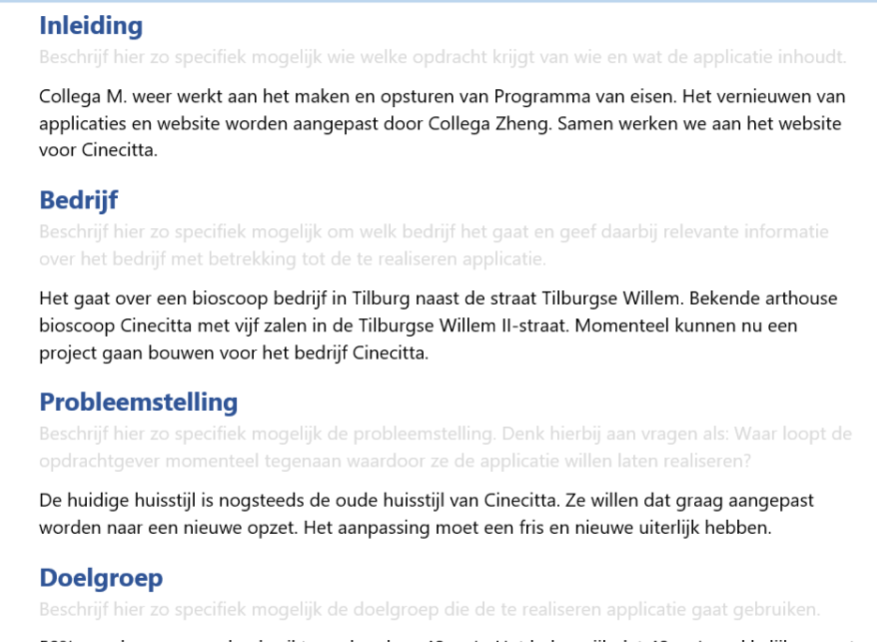 Inleiding
Beschrijf hier zo specifiek mogelijk wie welke opdracht krijgt van wie en wat de applicatie inhoudt.
Collega M. weer werkt aan het maken en opsturen van Programma van eisen. Het vernieuwen van
applicaties en website worden aangepast door Collega Zheng. Samen werken we aan het website
voor Cinecitta.
Bedrijf
Beschrijf hier zo specifiek mogelijk om welk bedrijf het gaat en geef daarbij relevante informatie
over het bedrijf met betrekking tot de te realiseren applicatie.
Het gaat over een bioscoop bedrijf in Tilburg naast de straat Tilburgse Willem. Bekende arthouse
bioscoop Cinecitta met vijf zalen in de Tilburgse Willem II-straat. Momenteel kunnen nu een
project gaan bouwen voor het bedrijf Cinecitta.
Probleemstelling
Beschrijf hier zo specifiek mogelijk de probleemstelling. Denk hierbij aan vragen als: Waar loopt de
opdrachtgever momenteel tegenaan waardoor ze de applicatie willen laten realiseren?
De huidige huisstijl is nogsteeds de oude huisstijl van Cinecitta. Ze willen dat graag aangepast
worden naar een nieuwe opzet. Het aanpassing moet een fris en nieuwe uiterlijk hebben.
Doelgroep
Beschrijf hier zo specifiek mogelijk de doelgroep die de te realiseren applicatie gaat gebruiken.